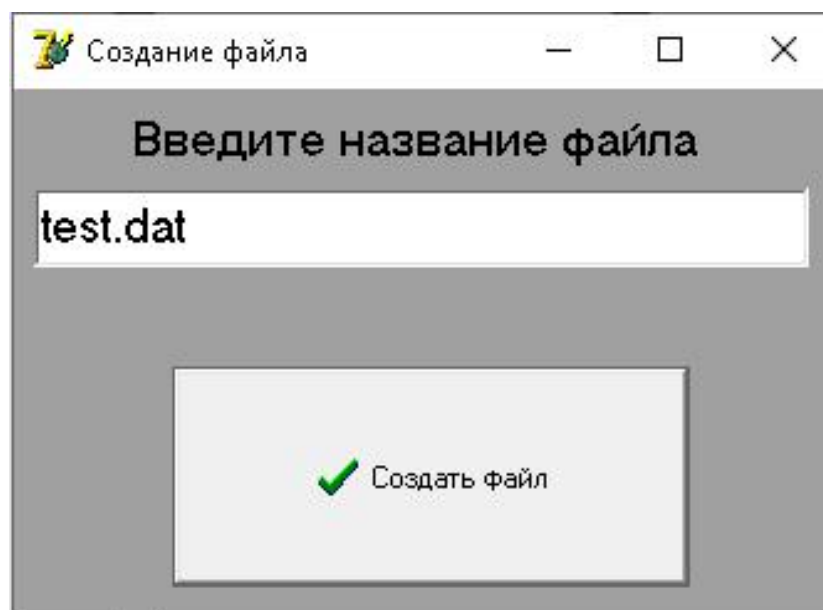 Создание файла
Введите название файла
test.dat
Создать файл